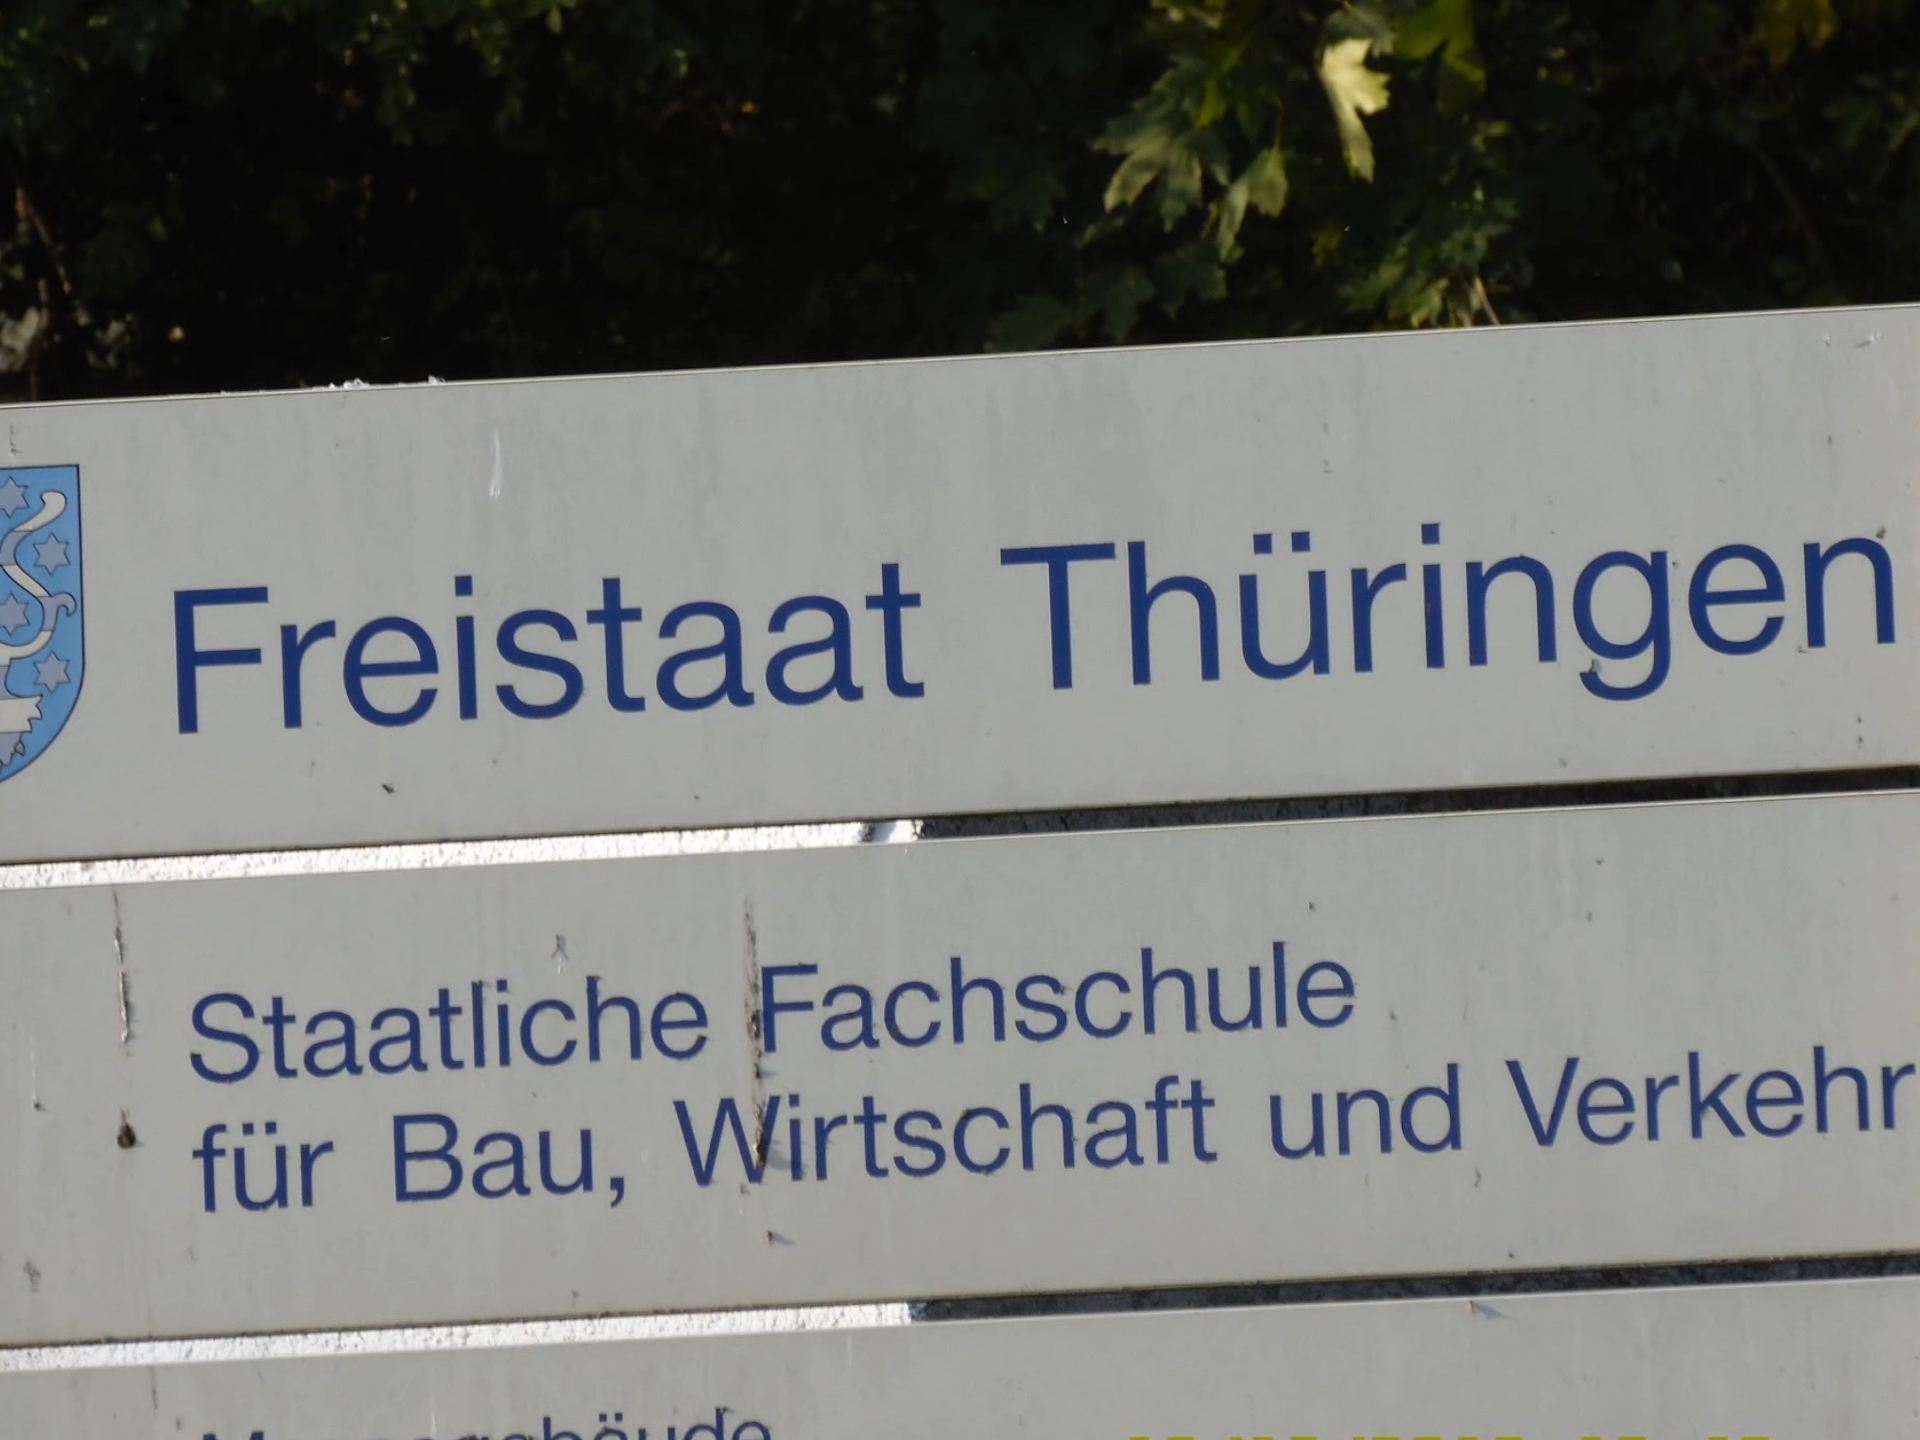 Freistaat Thüringen
Staatliche Fachschule
für Bau, Wirtschaft und Verkehr